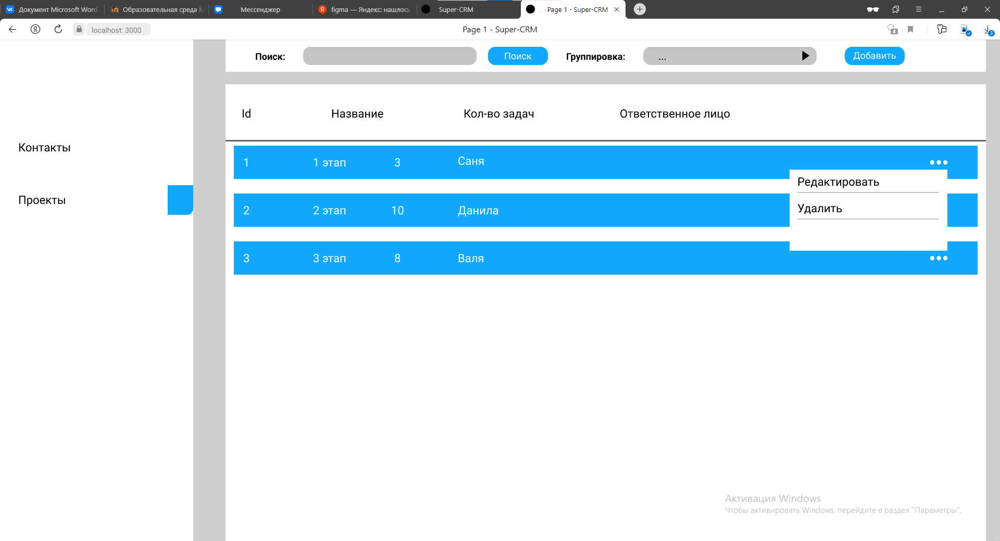 Документ Microsoft Word.
Образовательная среда М
Мессенджер
figma — Яндекс: нашлось
Super-CRM
. · Page 1 - Super-CRM
localhost: 3000
Page 1 - Super-CRM
4
3
Поиск:
Поиск
Группировка:
...
Добавить
Id
Название
Кол-во задач
Ответственное лицо
Контакты
Проекты
1
1 этап
3
Саня
Редактировать
Удалить
2
2 этап
10
Данила
3
3 этап
8
Валя
Активация Windows
Чтобы активировать Windows, перейдите в раздел "Параметры".